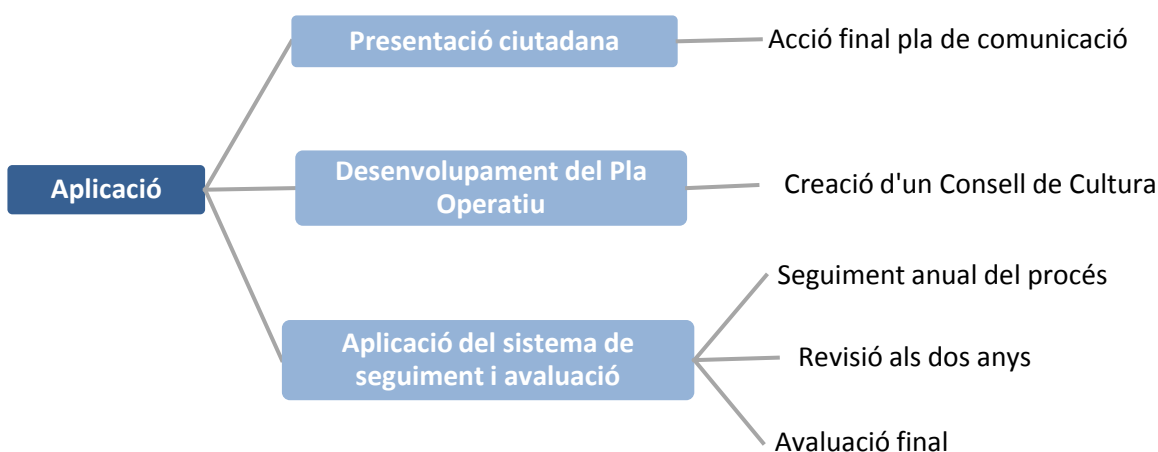 Presentació ciutadana
Acció final pla de comunicació
Aplicació
Desenvolupament del Pla
Operatiu
Creació d'un Consell de Cultura
Aplicació del sistema de
seguiment i avaluació
Seguiment anual del procés
Revisió als dos anys
Avaluació final